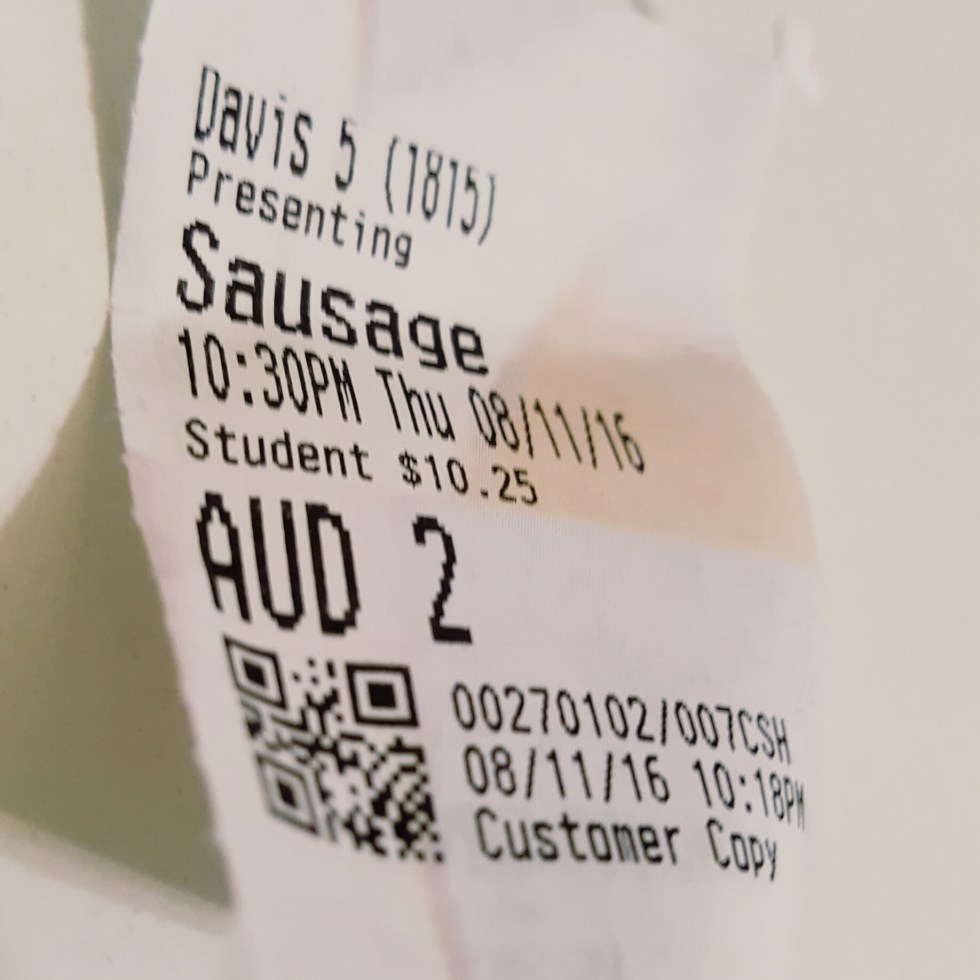 Davis 5 (1815)
Presenting
Sausage
10:30PM Thu 08/11/16
Student $10.25
AUD 2
00270102/007CSH
08/11/16 10:18PM
Customer Copy